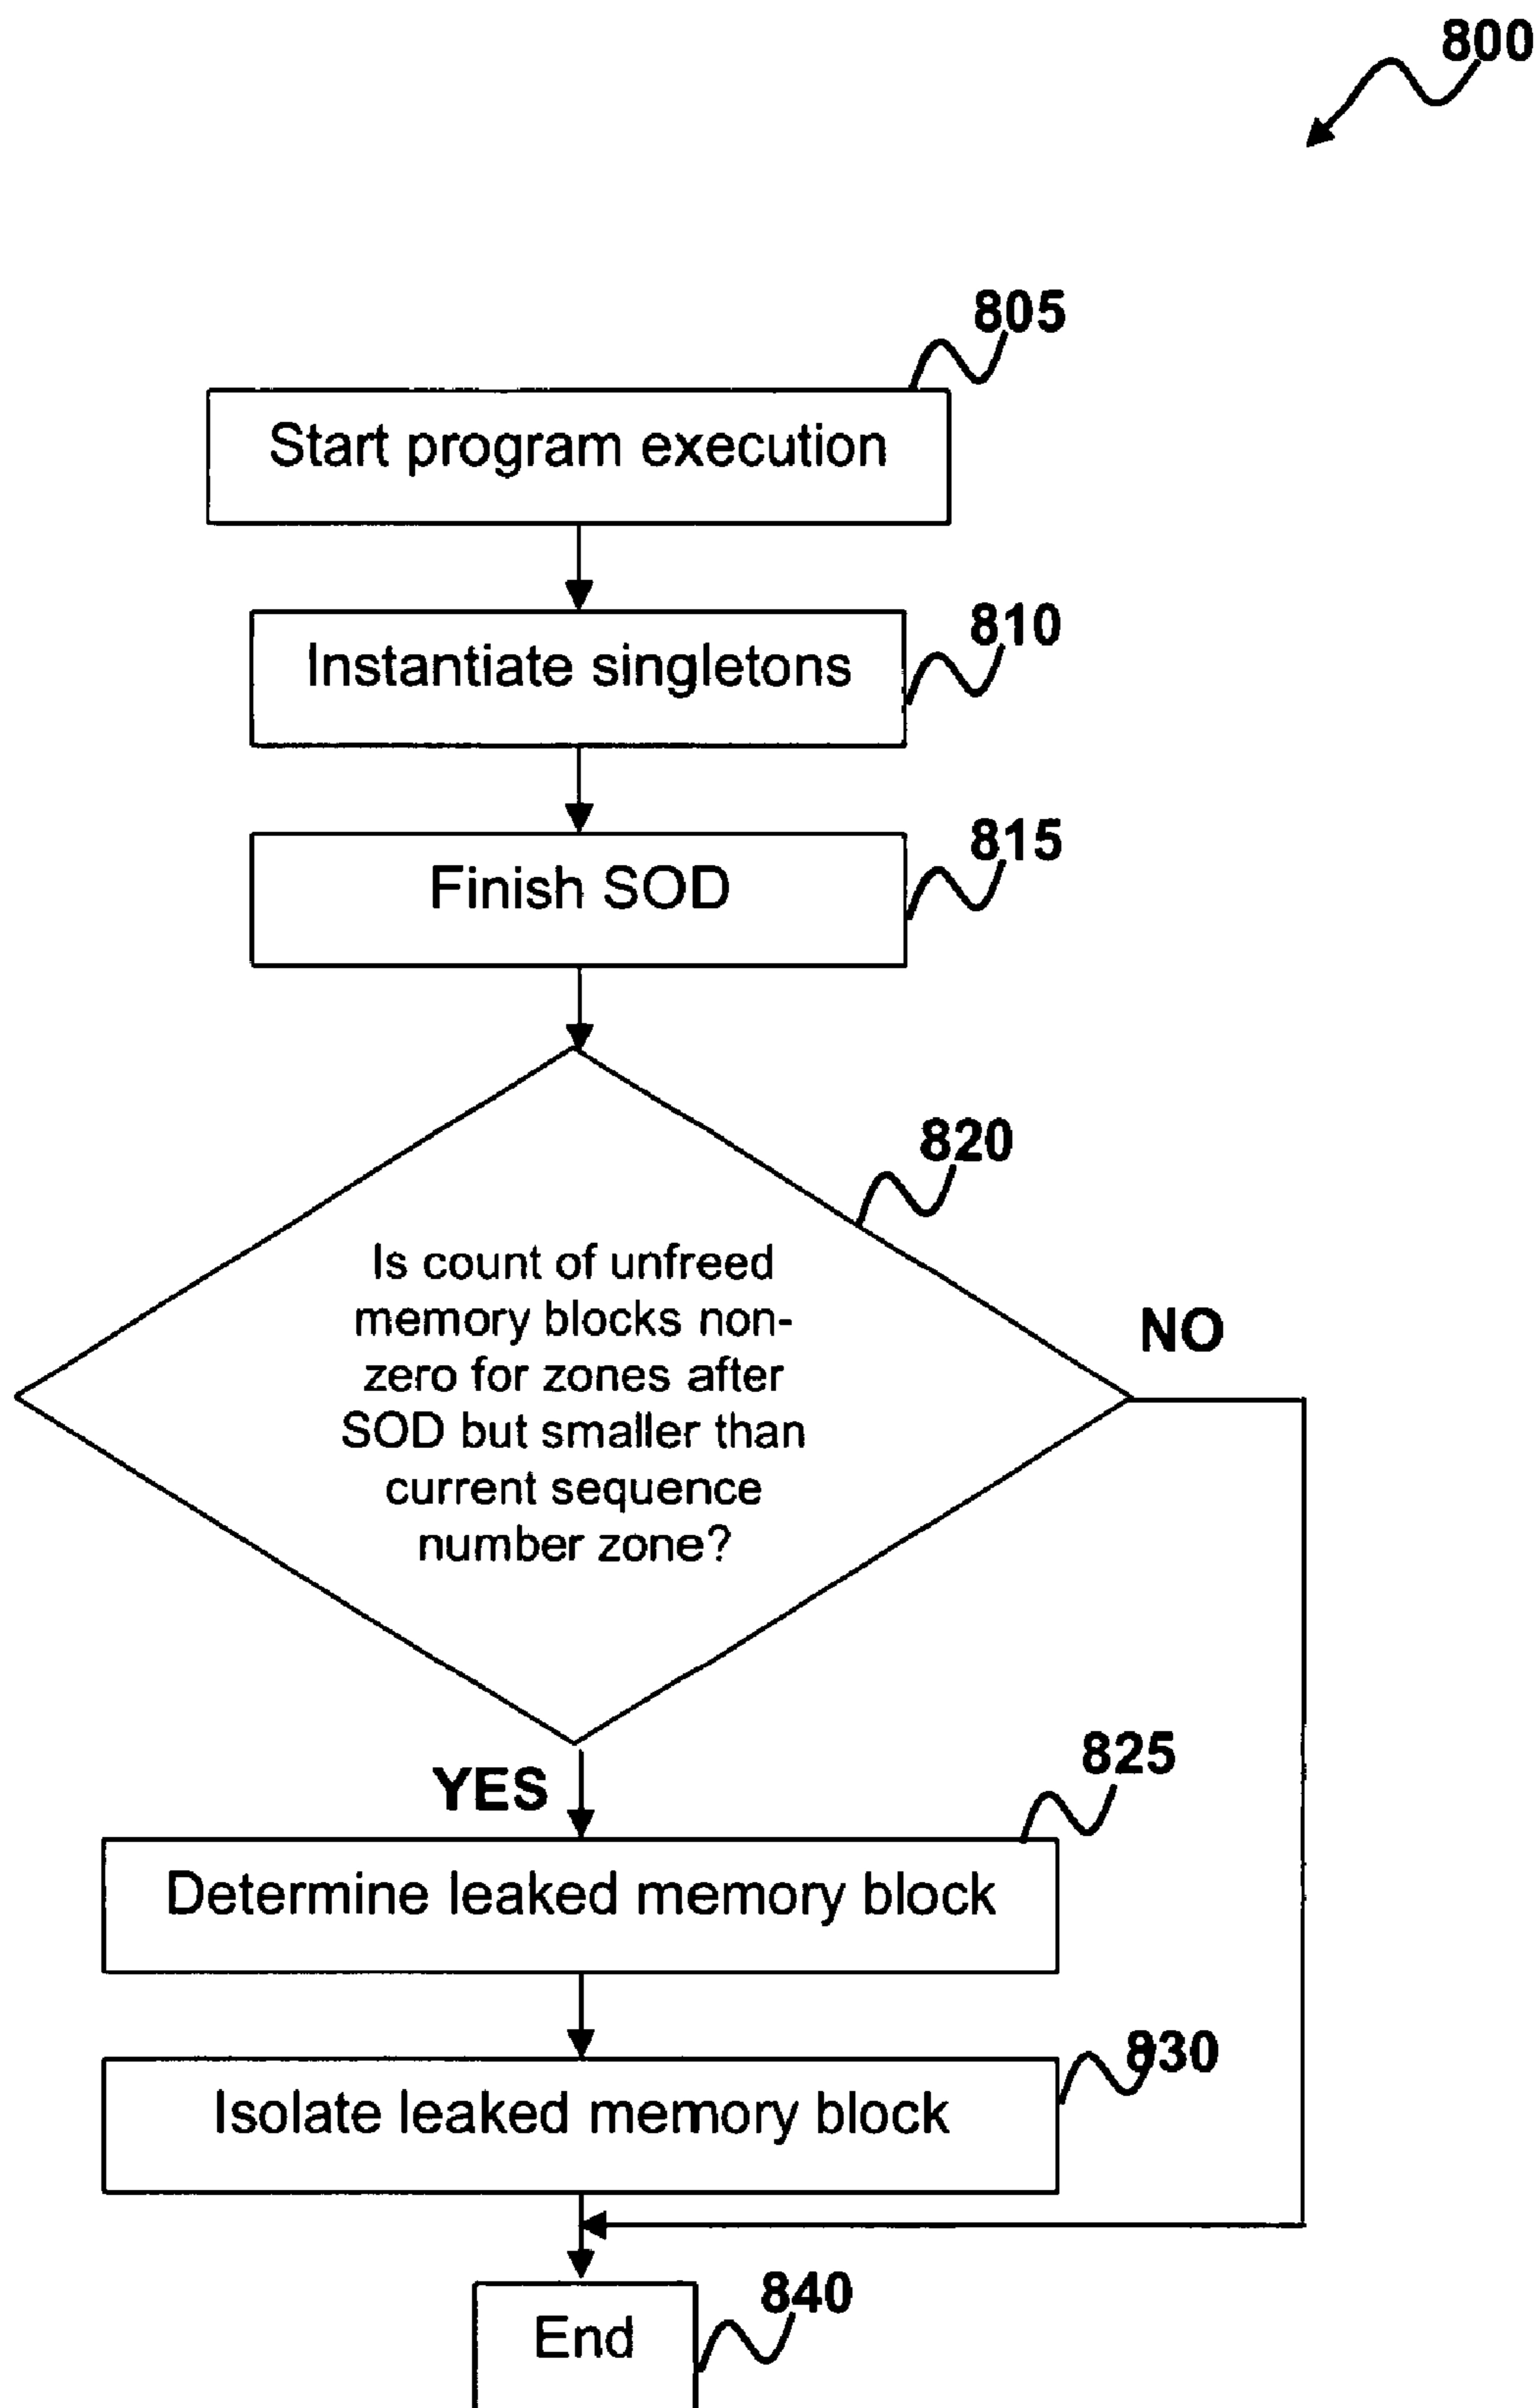 800
805
Start program execution
810
Instantiate singletons
815
Finish SOD
820
Is count of unfreed
memory blocks non-
zero for zones after
SOD but smaller than
current sequence
number zone?
NO
YES
825
Determine leaked memory block
830
Isolate leaked memory block
840
End